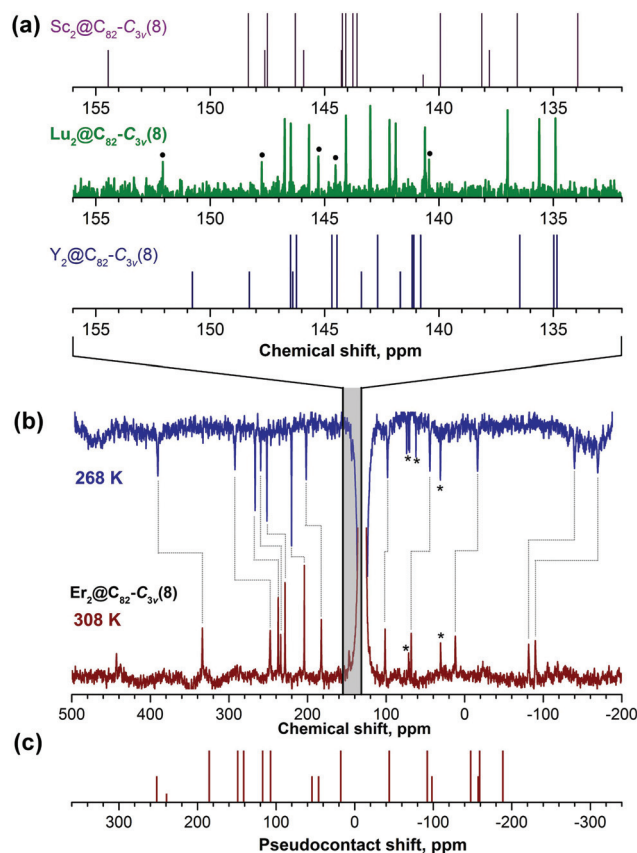 (a)
Sc2@C82-C3v(8)
155 150 145 140 135
Lu2@C82-C3v(8)
155 150 145 140 135
Y2@C82-C3v(8)
155 150 145 140 135
Chemical shift, ppm
(b)
268 K
* * *
Er2@C82-C3v(8)
308 K
* *
500 400 300 200 100 0 -100 -200
Chemical shift, ppm
(c)
300 200 100 0 -100 -200 -300
Pseudocontact shift, ppm